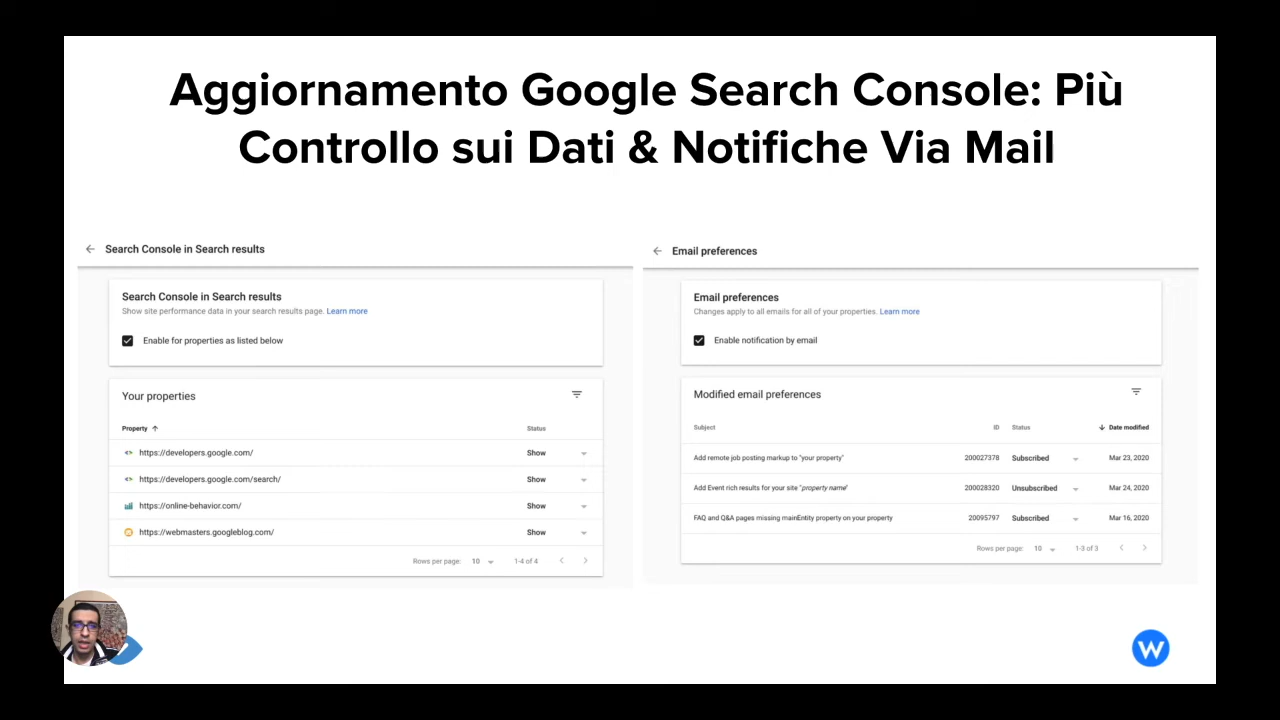 Aggiornamento Google Search Console: Più
Controllo sui Dati & Notifiche Via Mail
Search Console in Search results
Search Console in Search results
Show site performance data in your search results page. Learn more
Enable for properties as listed below
Your properties
Property Status
https://developers.google.com/ Show
https://developers.google.com/search/ Show
https://online-behavior.com/ Show
https://webmasters.googleblog.com/ Show
Rows per page: 10 1-4 of 4
Email preferences
Email preferences
Changes apply to all emails for all of your properties. Learn more
Enable notification by email
Modified email preferences
Subject ID Status Date modified
Add remote job posting markup to "your property" 200027378 Subscribed Mar 23, 2020
Add Event rich results for your site "property name" 200028320 Unsubscribed Mar 24, 2020
FAQ and Q&A pages missing mainEntity property on your property 20095797 Subscribed Mar 16, 2020
Rows per page: 10 1-3 of 3
W